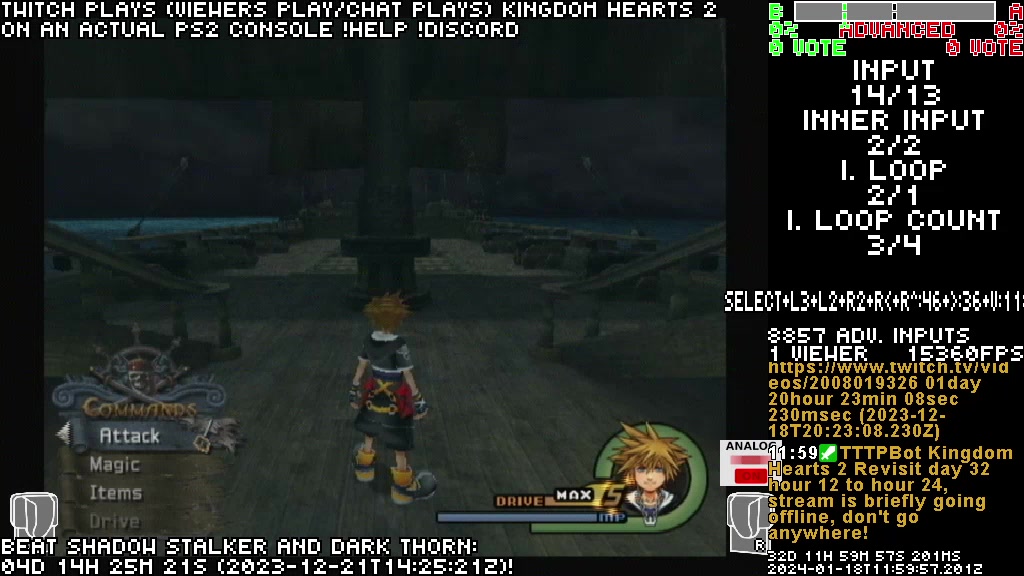 TWITCH PLAYS (VIEWERS PLAY/CHAT PLAYS) KINGDOM HEARTS 2
ON AN ACTUAL PS2 CONSOLE !HELP !DISCORD
B A
0% ADVANCED 0%
0 VOTE 0 VOTE
INPUT
14/13
INNER INPUT
2/2
I. LOOP
2/1
I. LOOP COUNT
3/4
8857 ADV. INPUTS
1 VIEWER 15360FPS
https://www.twitch.tv/vid
eos/2008019326 01day
20hour 23min 08sec
230msec (2023-12-
18T20:23:08.230Z)
11:59 TTTPBot Kingdom
Hearts 2 Revisit day 32
hour 12 to hour 24,
stream is briefly going
offline, don't go
anywhere!
32D 11H 59M 57S 201MS
2024-01-18T11:59:57.201Z
COMMANDS
Attack
Magic
Items
Drive
DRIVE MAX 5
MP
ANALOG
R
BEAT SHADOW STALKER AND DARK THORN:
04D 14H 25M 21S (2023-12-21T14:25:21Z)!